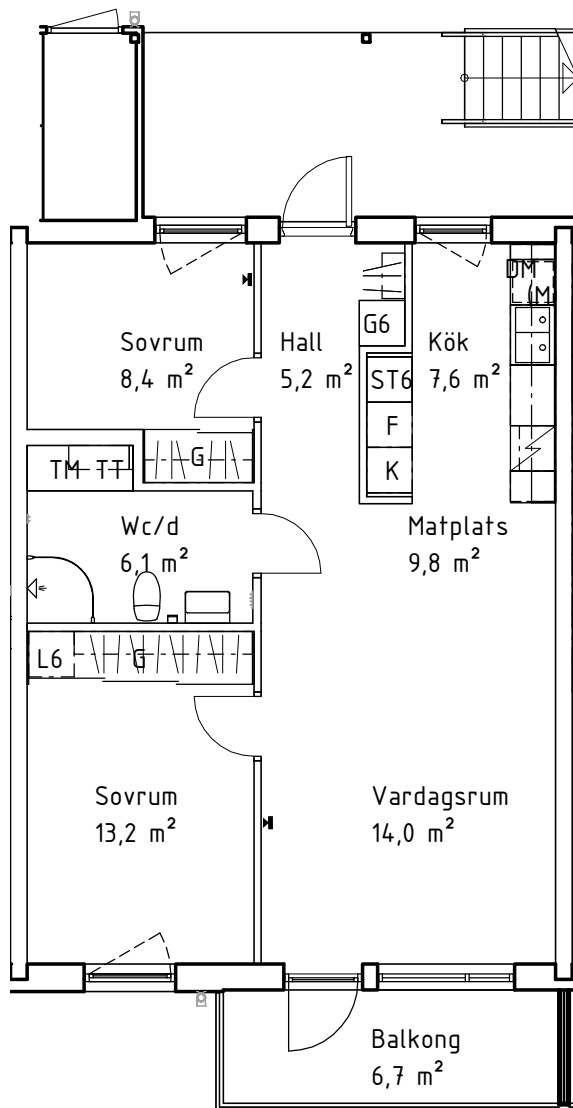 DM
(M
G6
Sovrum
8,4 m²
Hall
5,2 m²
Kök
7,6 m²
ST6
F
K
G
TM TT
Wc/d
6,1 m²
Matplats
9,8 m²
L6
G
Sovrum
13,2 m²
Vardagsrum
14,0 m²
Balkong
6,7 m²